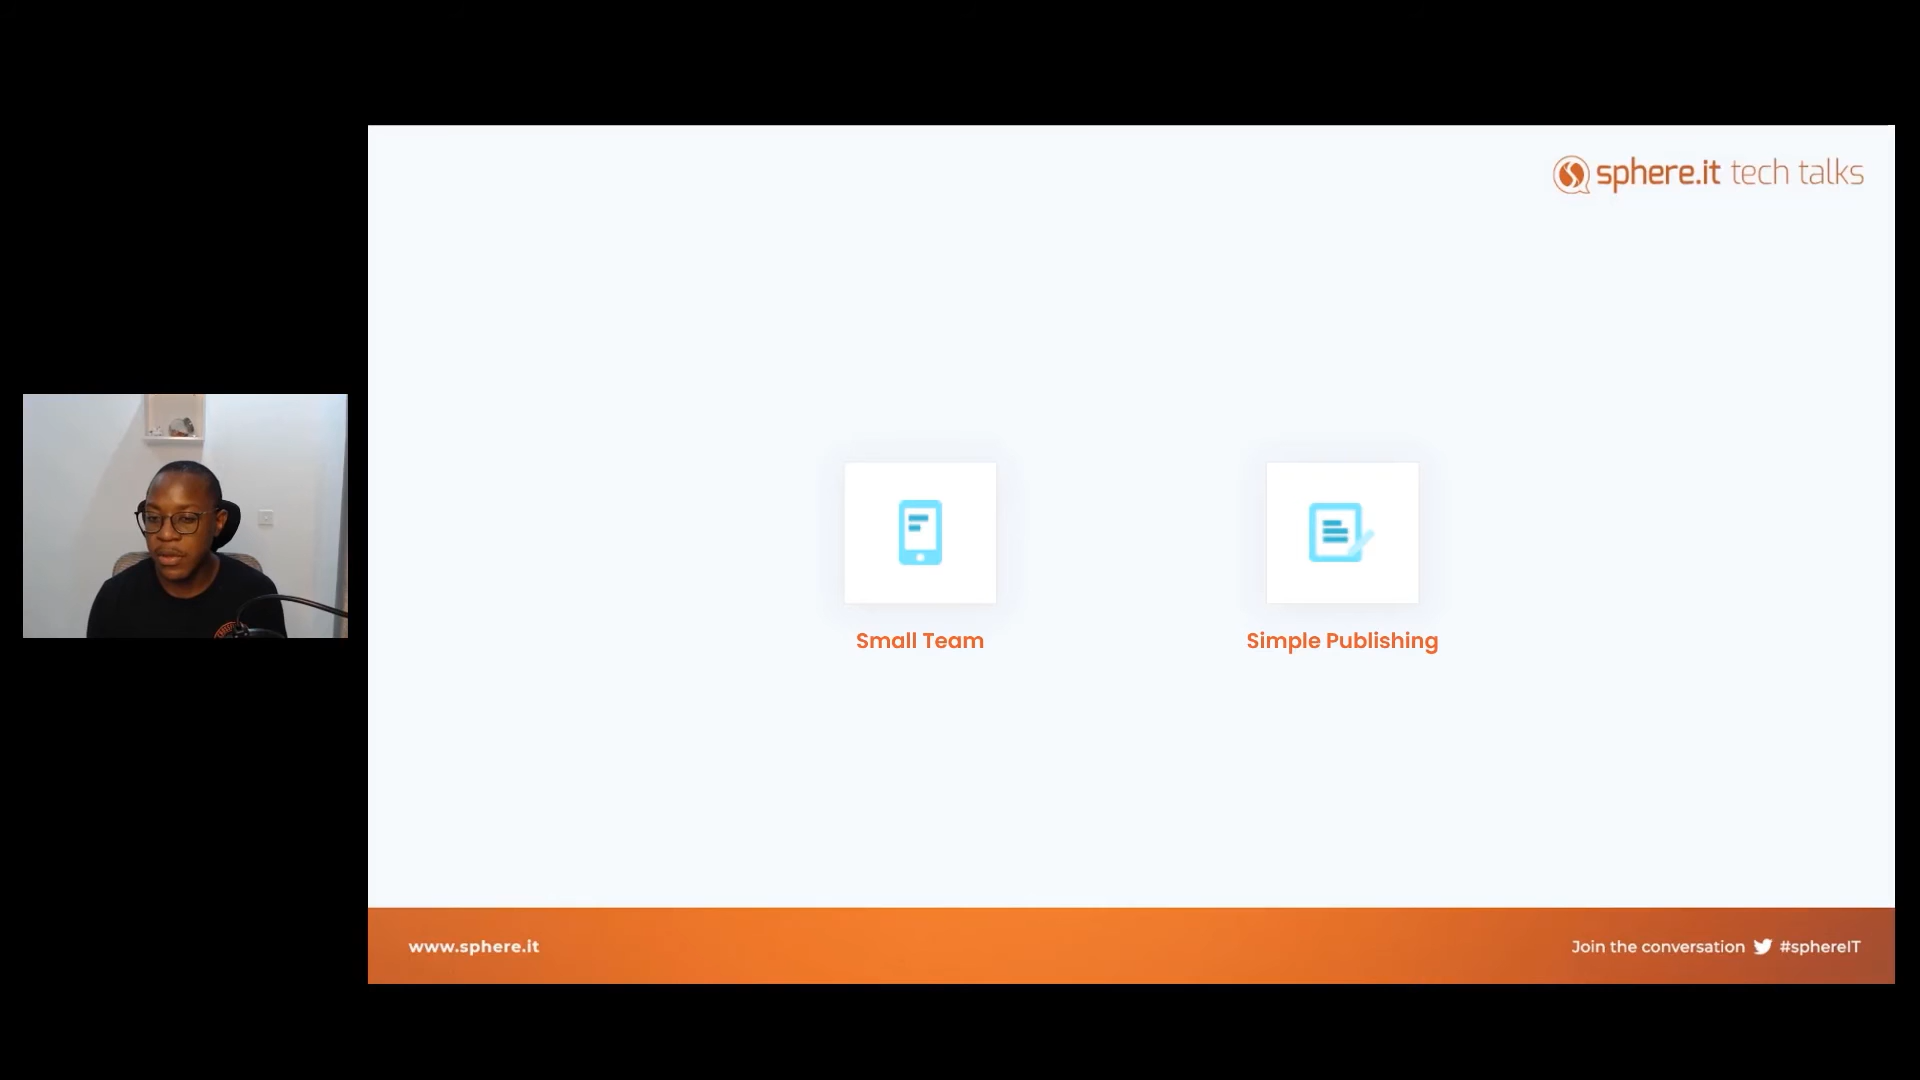 sphere.it tech talks
Small Team
Simple Publishing
www.sphere.it
Join the conversation #sphereIT